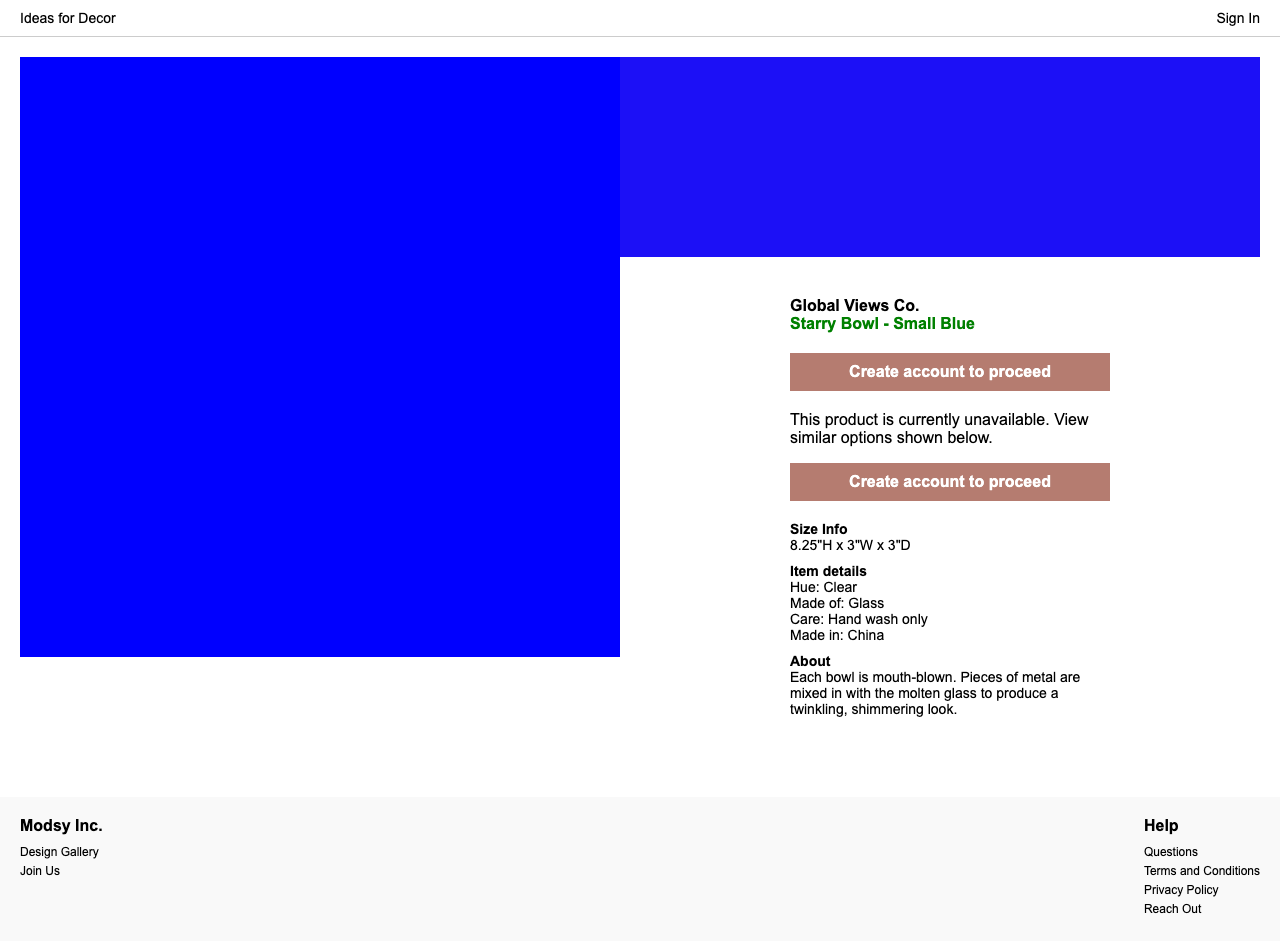 Ideas for Decor
Sign In
Global Views Co.
Starry Bowl - Small Blue
Create account to proceed
This product is currently unavailable. View
similar options shown below.
Create account to proceed
Size Info
8.25"H x 3"W x 3"D
Item details
Hue: Clear
Made of: Glass
Care: Hand wash only
Made in: China
About
Each bowl is mouth-blown. Pieces of metal are
mixed in with the molten glass to produce a
twinkling, shimmering look.
Modsy Inc.
Design Gallery
Join Us
Help
Questions
Terms and Conditions
Privacy Policy
Reach Out